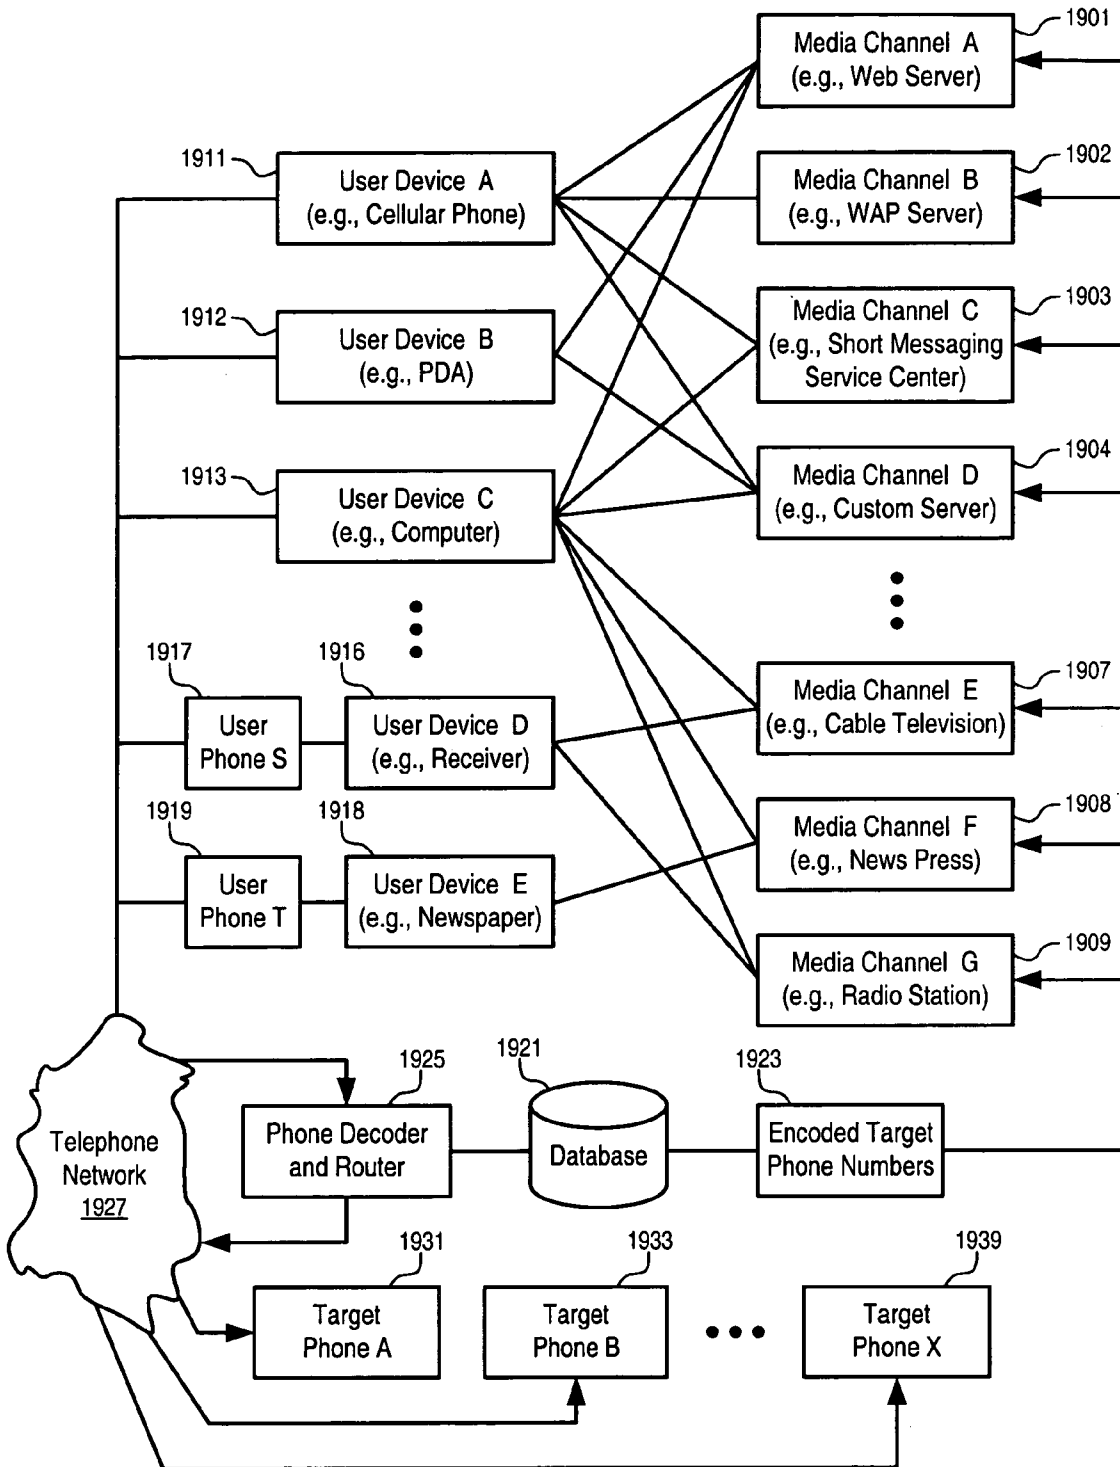 1901
Media Channel A
(e.g., Web Server)
1911
User Device A
(e.g., Cellular Phone)
1902
Media Channel B
(e.g., WAP Server)
1912
User Device B
(e.g., PDA)
1903
Media Channel C
(e.g., Short Messaging
Service Center)
1913
User Device C
(e.g., Computer)
1904
Media Channel D
(e.g., Custom Server)
1917
User
Phone S
1916
User Device D
(e.g., Receiver)
1907
Media Channel E
(e.g., Cable Television)
1919
User
Phone T
1918
User Device E
(e.g., Newspaper)
1908
Media Channel F
(e.g., News Press)
1909
Media Channel G
(e.g., Radio Station)
Telephone
Network
1927
1925
Phone Decoder
and Router
1921
Database
1923
Encoded Target
Phone Numbers
1931
Target
Phone A
1933
Target
Phone B
1939
Target
Phone X